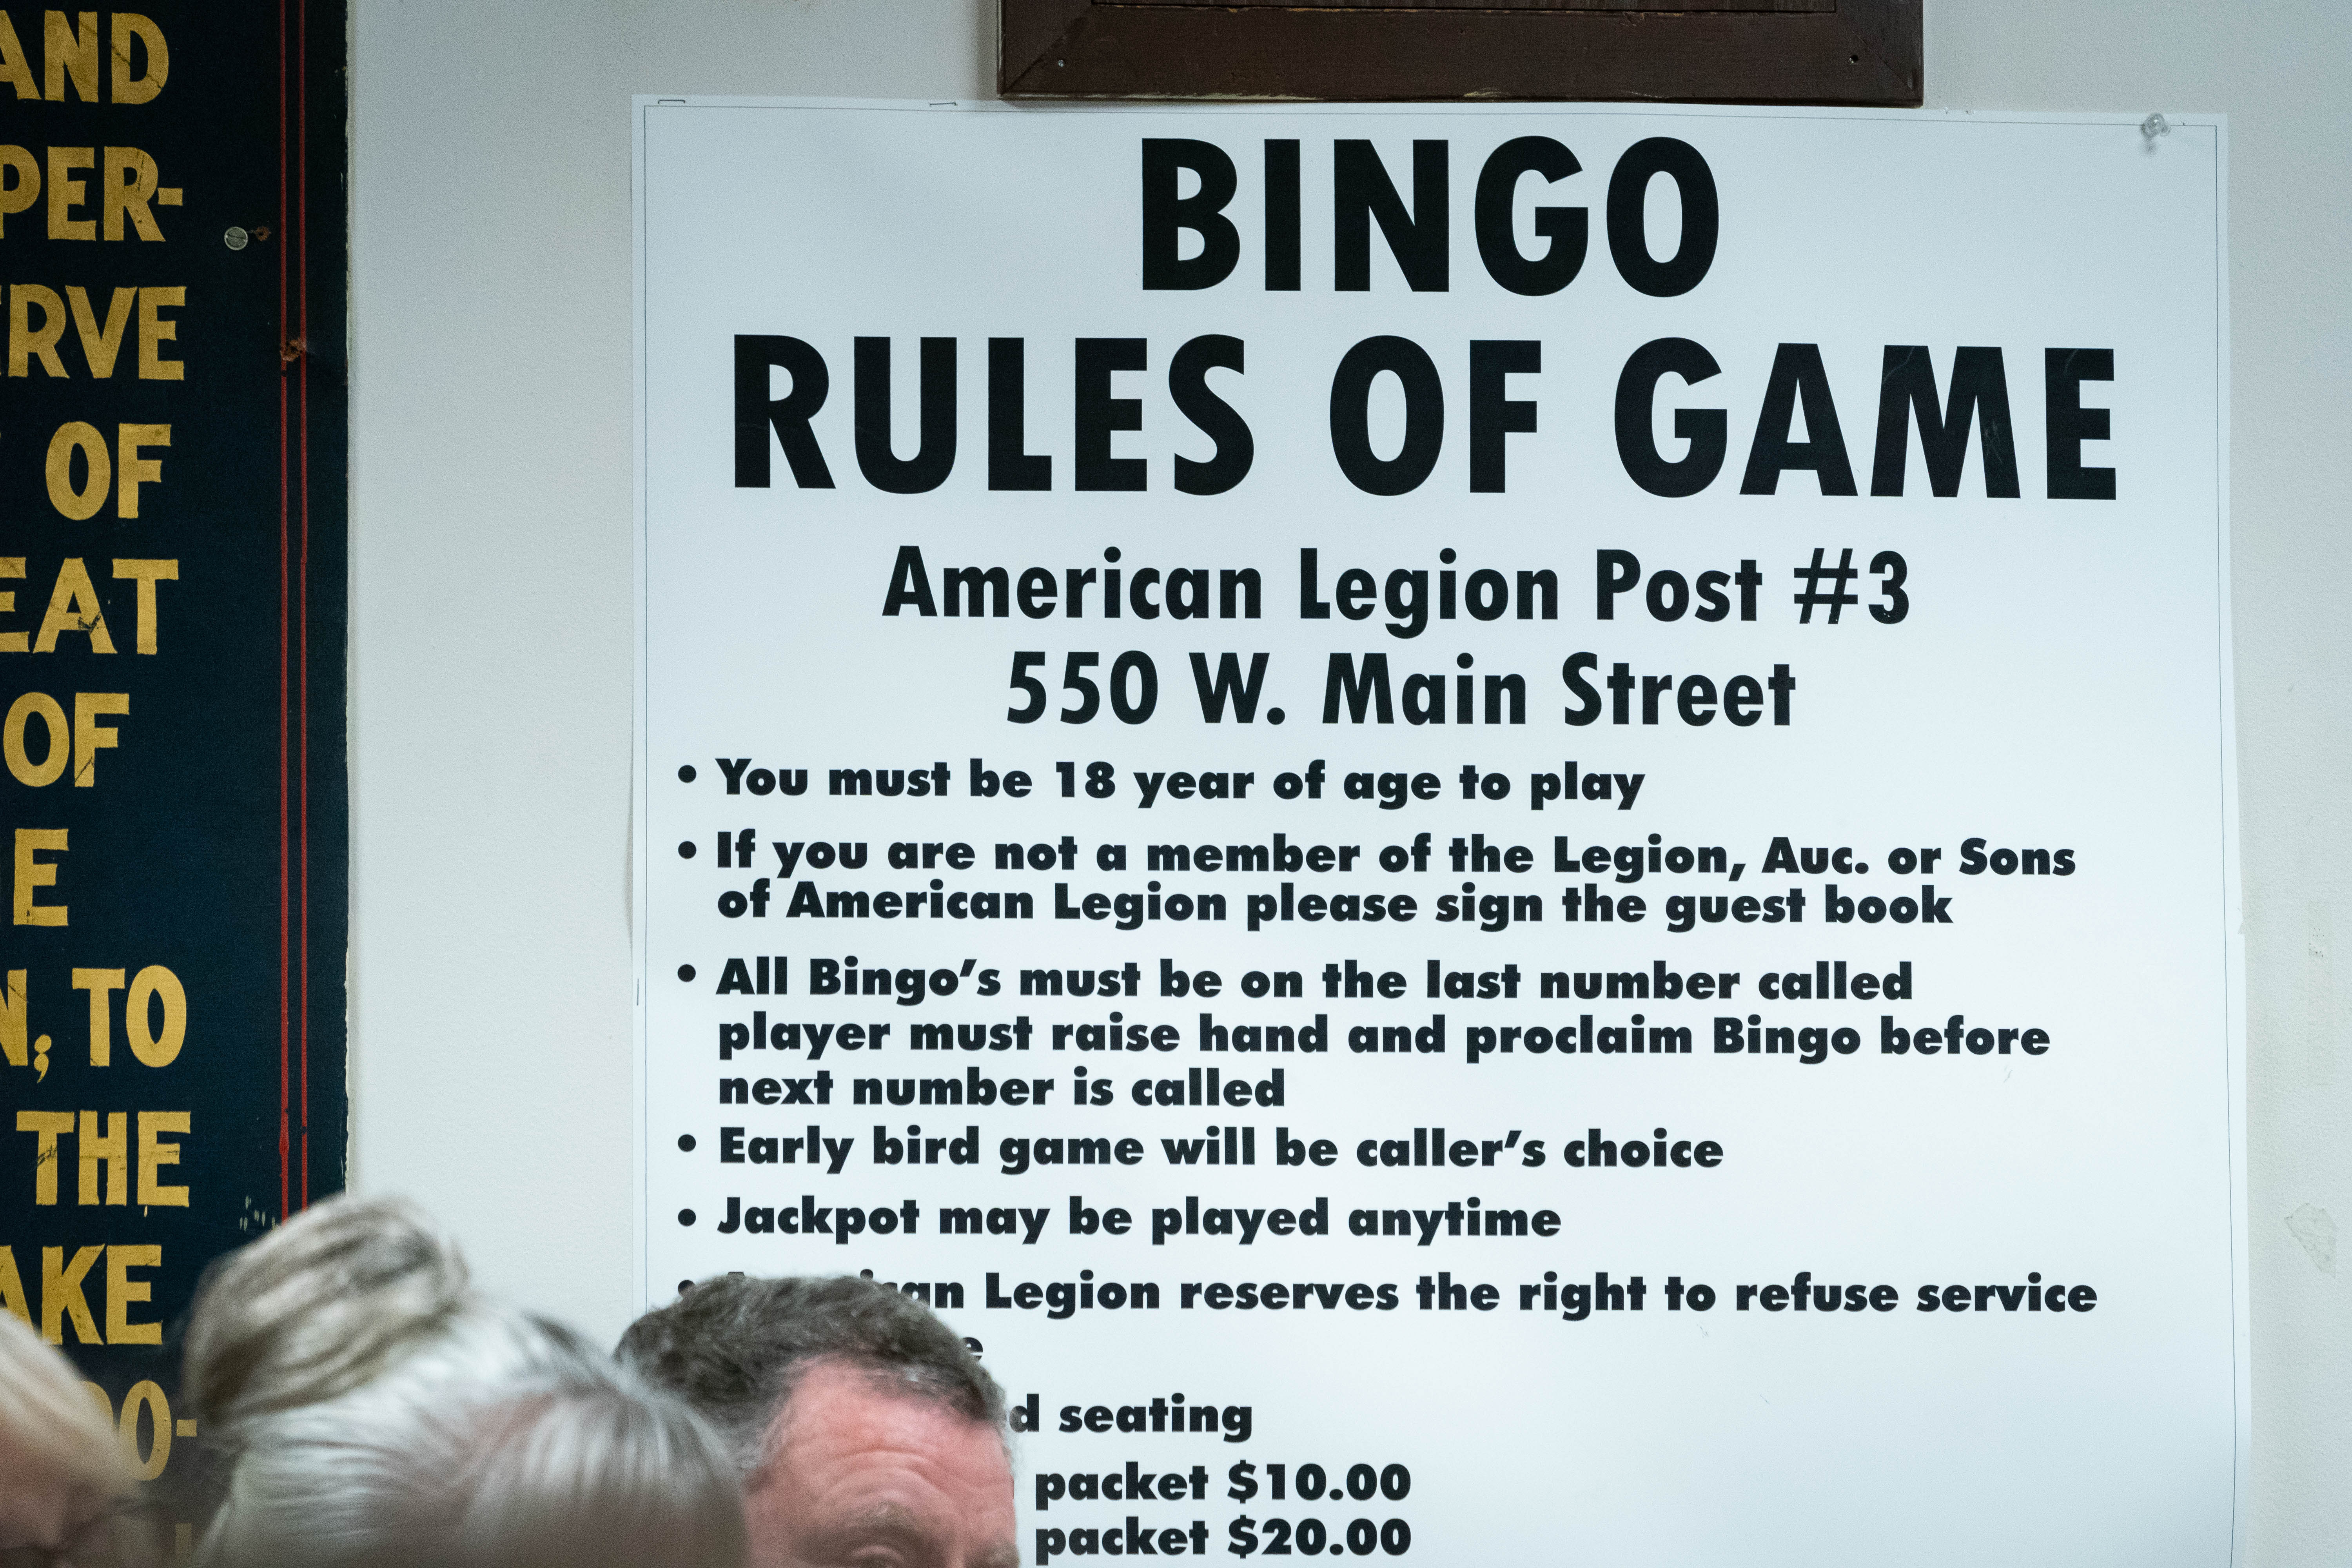 AND
PER-
ERVE
OF
EAT
OF
E
N; TO
THE
AKE
OO-
BINGO
RULES OF GAME
American Legion Post #3
550 W. Main Street
• You must be 18 year of age to play
• If you are not a member of the Legion, Auc. or Sons
of American Legion please sign the guest book
• All Bingo’s must be on the last number called
player must raise hand and proclaim Bingo before
next number is called
• Early bird game will be caller’s choice
• Jackpot may be played anytime
• American Legion reserves the right to refuse service
seating
packet $10.00
packet $20.00